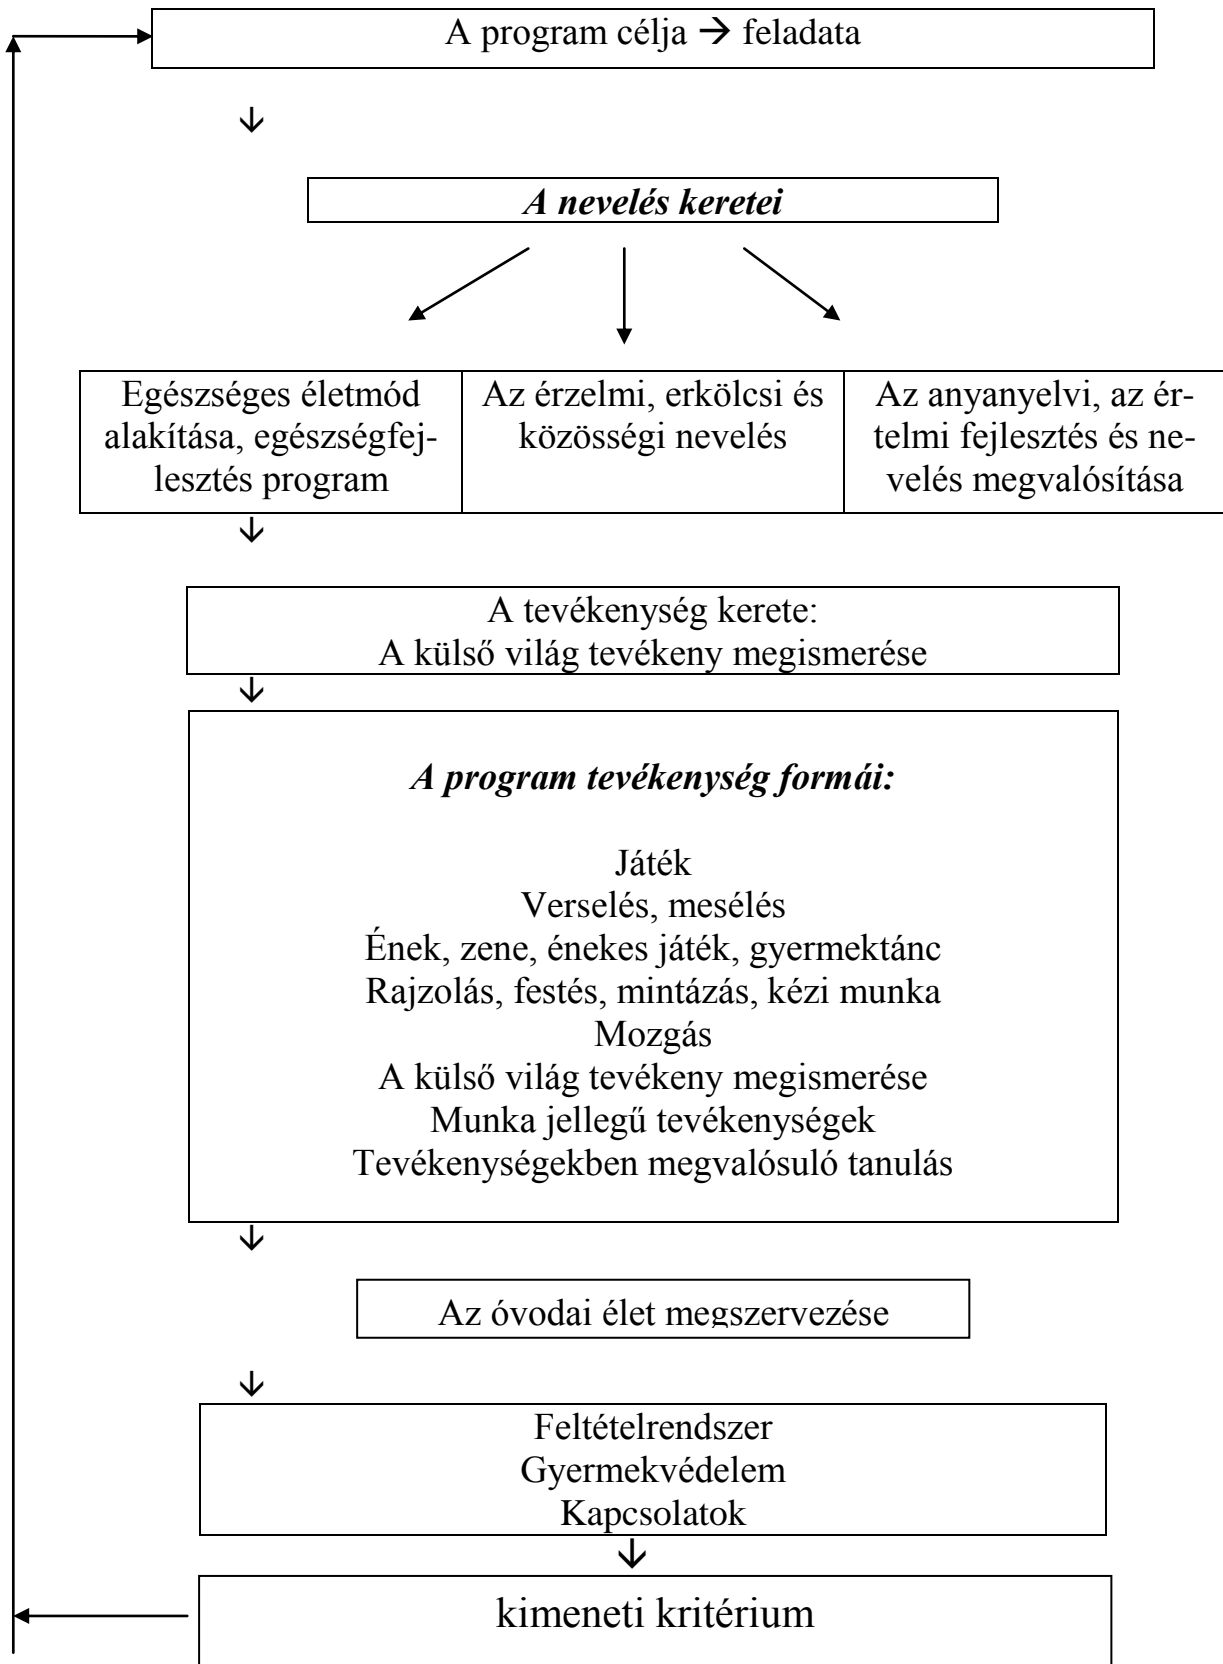 A program célja → feladata
A nevelés keretei
Egészséges életmód
alakítása, egészségfej-
lesztés program
Az érzelmi, erkölcsi és
közösségi nevelés
Az anyanyelvi, az ér-
telmi fejlesztés és ne-
velés megvalósítása
A tevékenység kerete:
A külső világ tevékeny megismerése
A program tevékenység formái:
Játék
Verselés, mesélés
Ének, zene, énekes játék, gyermektánc
Rajzolás, festés, mintázás, kézi munka
Mozgás
A külső világ tevékeny megismerése
Munka jellegű tevékenységek
Tevékenységekben megvalósuló tanulás
Az óvodai élet megszervezése
Feltételrendszer
Gyermekvédelem
Kapcsolatok
kimeneti kritérium